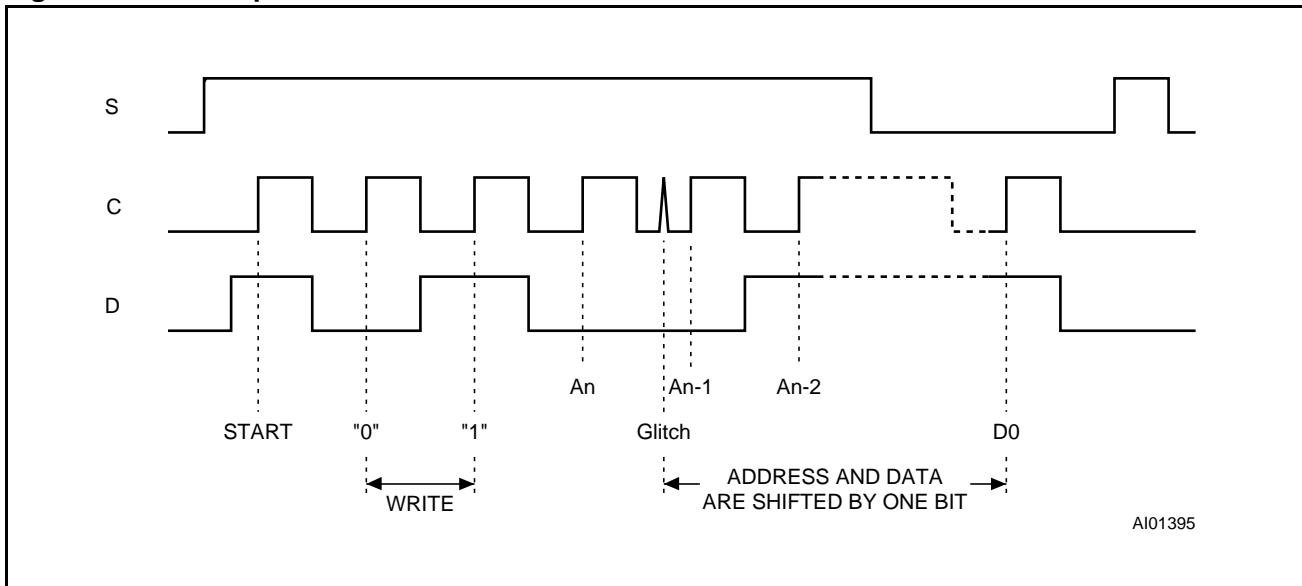 S
C
D
An An-1 An-2
START "0" "1" Glitch D0
WRITE
ADDRESS AND DATA
ARE SHIFTED BY ONE BIT
AI01395